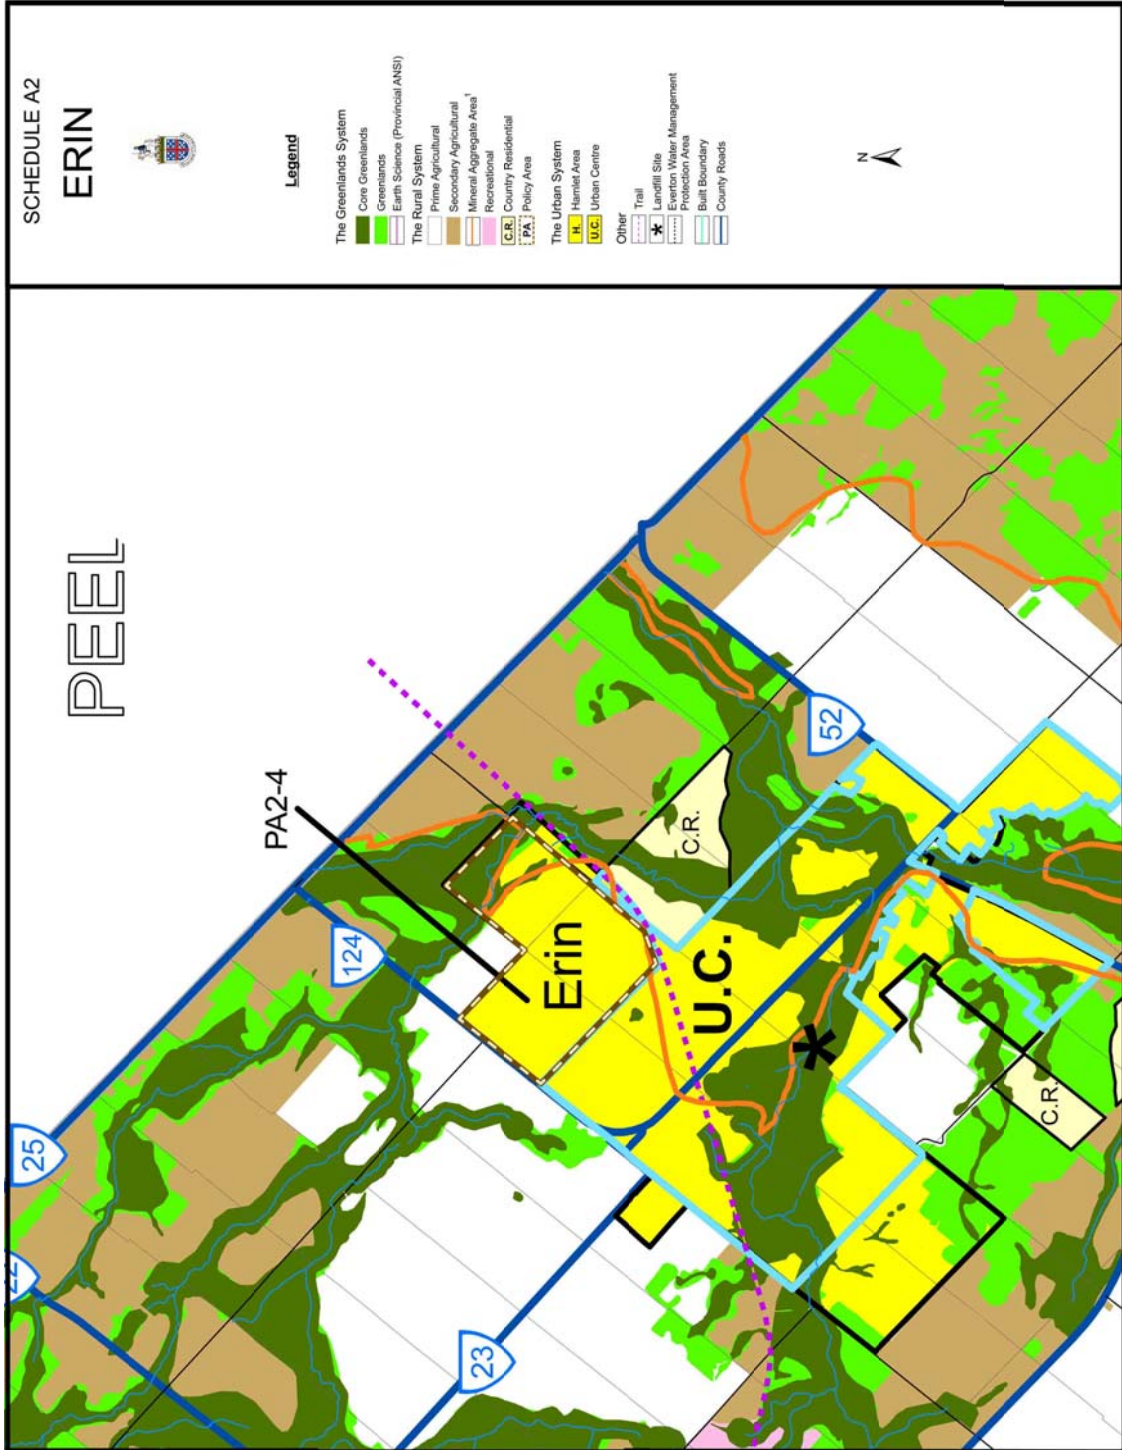 SCHEDULE A2
ERIN
Legend
The Greenlands System
Core Greenlands
Greenlands
Earth Science (Provincial ANSI)
The Rural System
Prime Agricultural
Secondary Agricultural
Mineral Aggregate Area¹
Recreational
C.R. Country Residential
PA Policy Area
The Urban System
H. Hamlet Area
U.C. Urban Centre
Other
Trail
Landfill Site
Everton Water Management
Protection Area
Built Boundary
County Roads
N
PEEL
PA2-4
25
22
124
Erin
U.C.
C.R.
52
23
C.R.